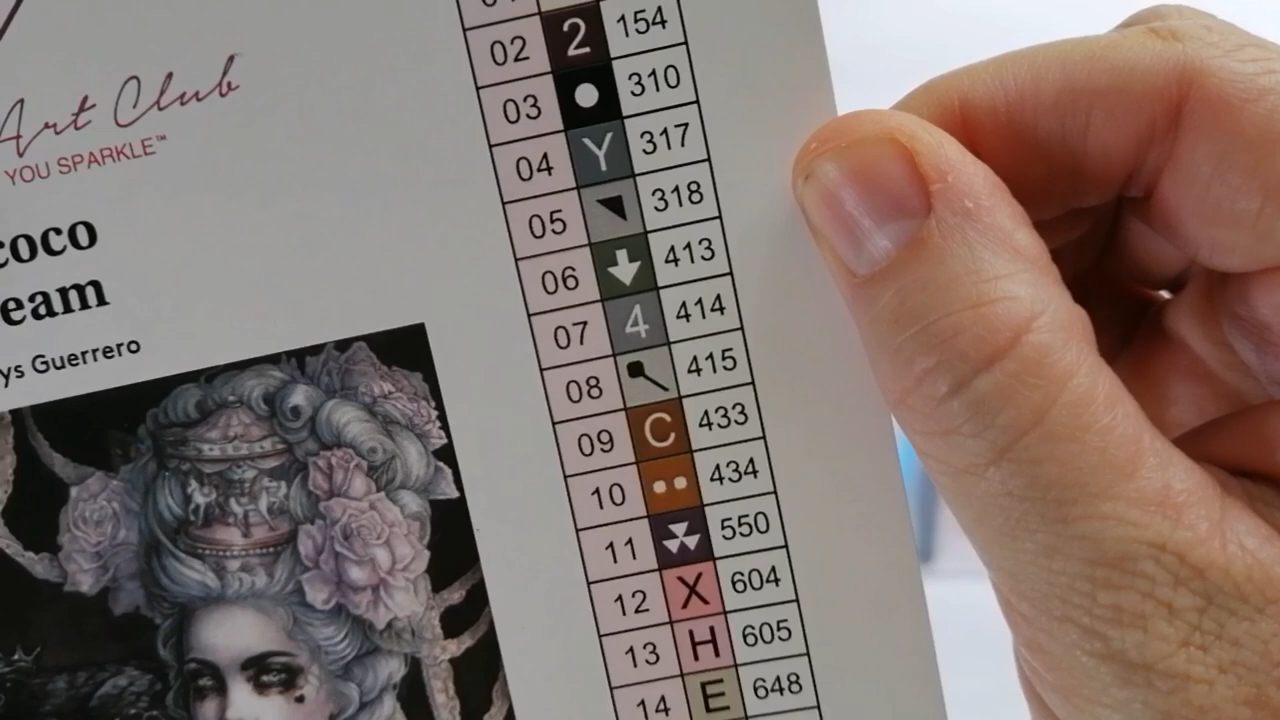 Art Club
YOU SPARKLE™
coco
eam
ys Guerrero
02 2 154
03 310
04 Y 317
05 318
06 413
07 4 414
08 415
09 C 433
10 434
11 550
12 X 604
13 H 605
14 E 648